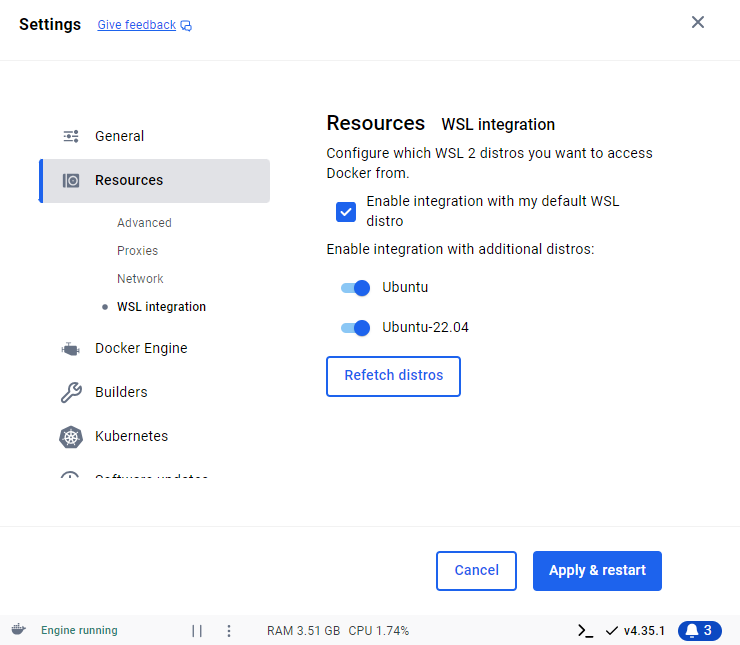 Settings Give feedback
General
Resources
Advanced
Proxies
Network
WSL integration
Docker Engine
Builders
Kubernetes
Software updates
Resources WSL integration
Configure which WSL 2 distros you want to access
Docker from.
Enable integration with my default WSL
distro
Enable integration with additional distros:
Ubuntu
Ubuntu-22.04
Refetch distros
Cancel
Apply & restart
Engine running
RAM 3.51 GB CPU 1.74%
v4.35.1
3